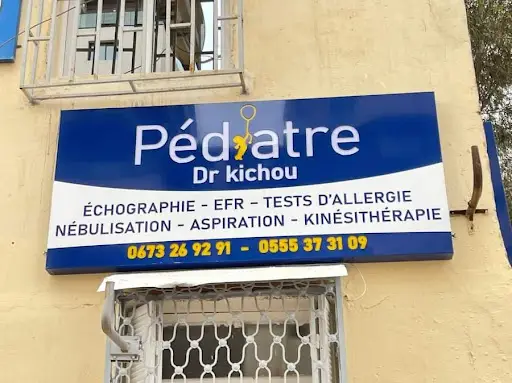 Pédiatre
Dr kichou
ÉCHOGRAPHIE - EFR - TESTS D'ALLERGIE
NÉBULISATION - ASPIRATION - KINÉSITHÉRAPIE
0673 26 92 91 - 0555 37 31 09